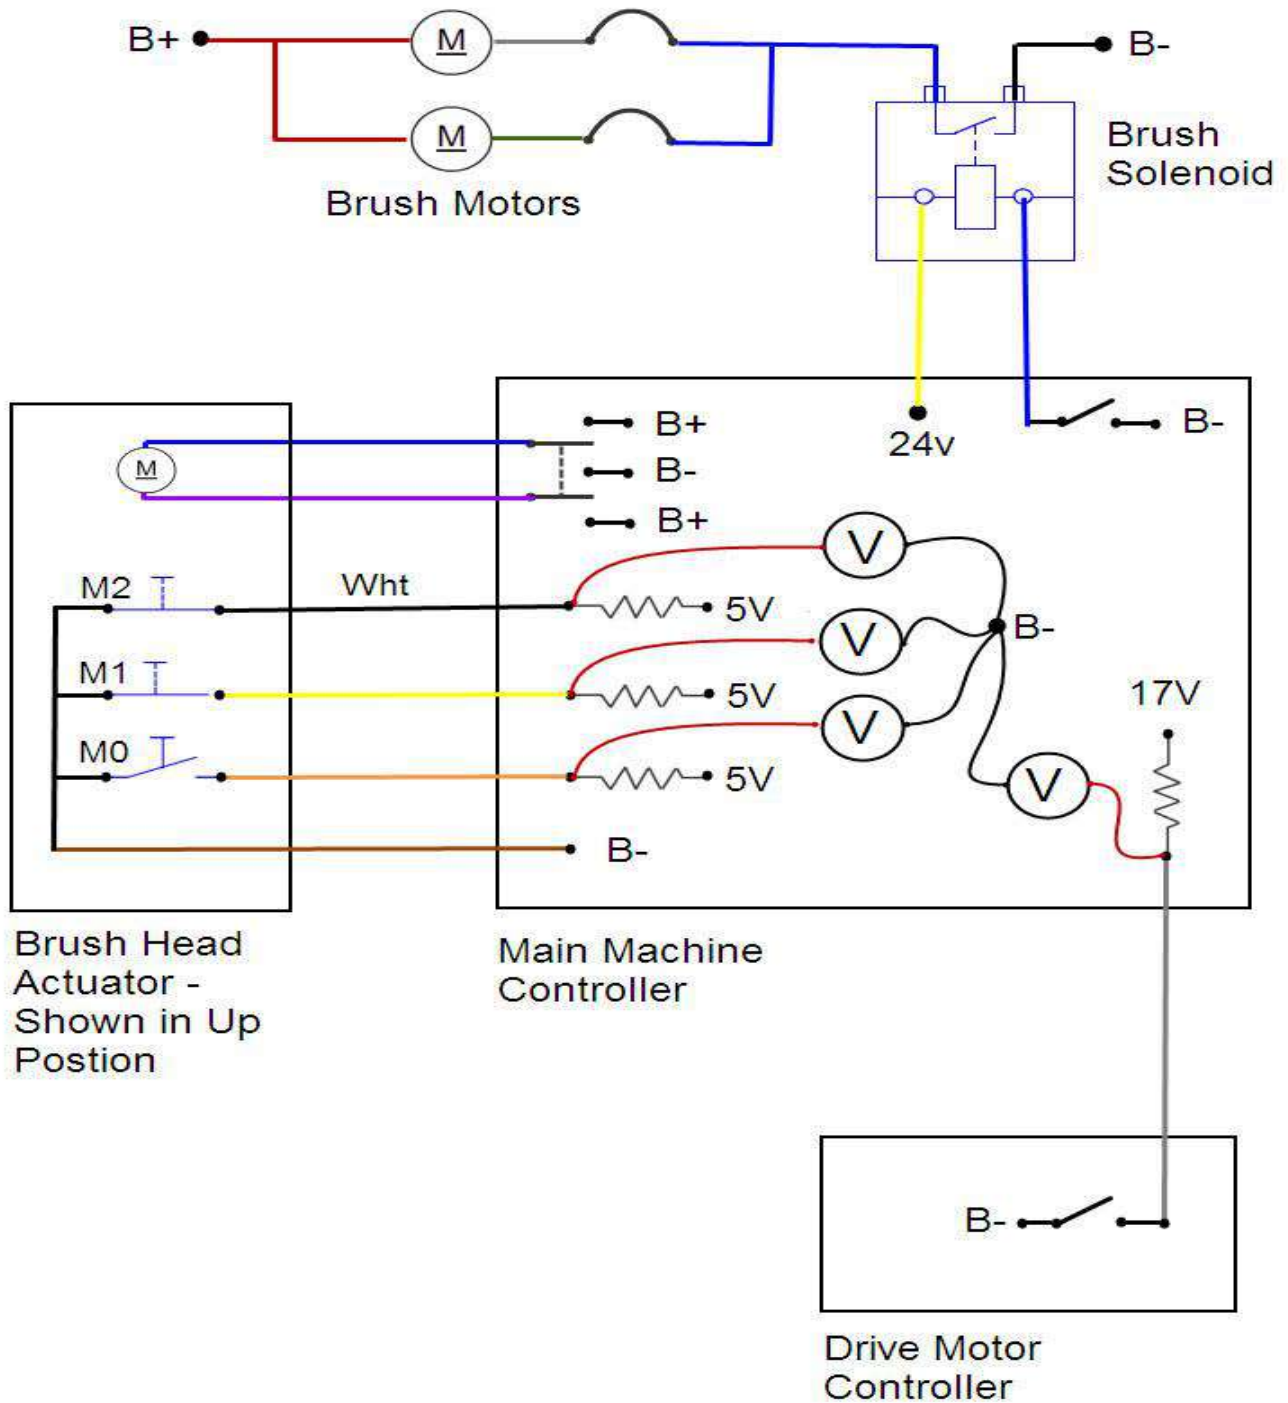 B+
M
B-
M
Brush
Solenoid
Brush Motors
B+
24v
B-
M
B-
B+
V
M2
Wht
5V
V
B-
M1
5V
17V
V
M0
5V
V
B-
Brush Head
Actuator -
Shown in Up
Postion
Main Machine
Controller
B-
Drive Motor
Controller